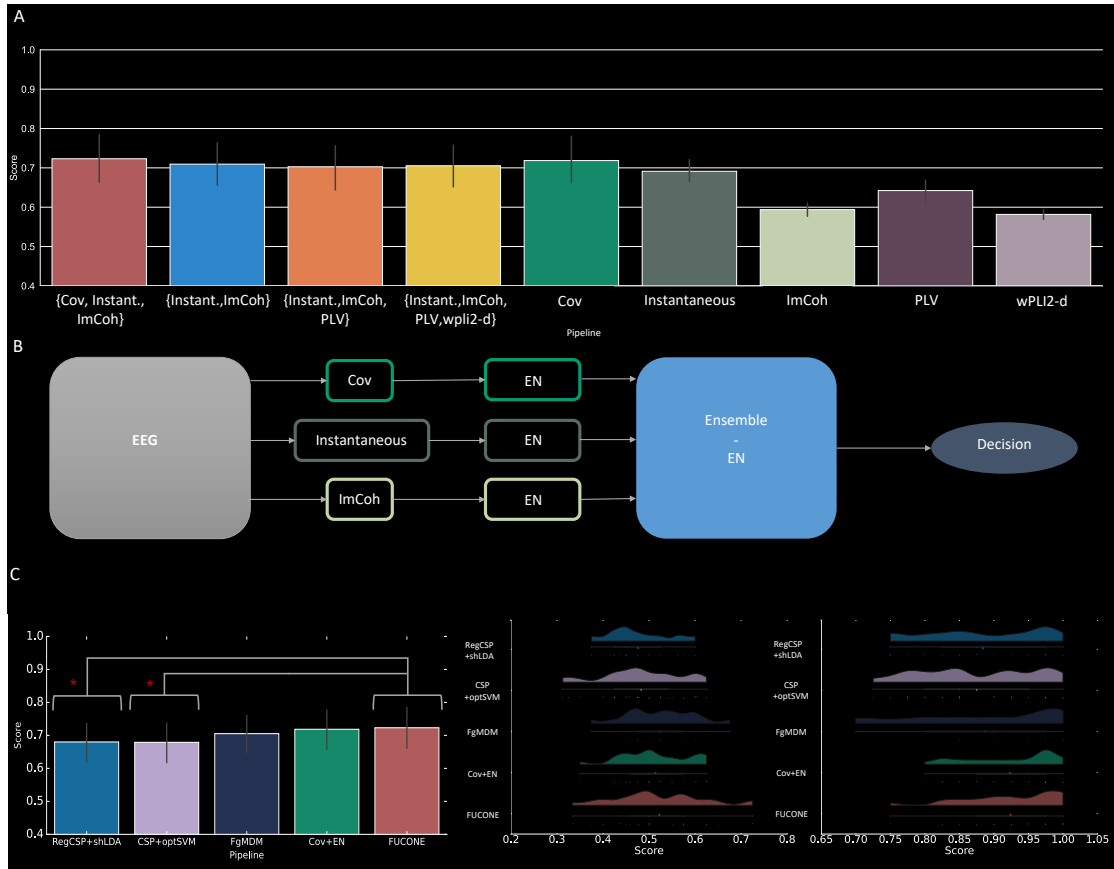 A
1.0
0.9
0.8
0.7
0.6
0.5
0.4
Score
{Cov, Instant.,
ImCoh}
{Instant.,ImCoh}
{Instant.,ImCoh,
PLV}
{Instant.,ImCoh,
PLV,wpli2-d}
Cov
Instantaneous
ImCoh
PLV
wPLI2-d
Pipeline
B
EEG
Cov
EN
Instantaneous
EN
ImCoh
EN
Ensemble
-
EN
Decision
C
1.0
0.9
0.8
0.7
0.6
0.5
0.4
Score
*
*
RegCSP+shLDA
CSP+optSVM
FgMDM
Cov+EN
FUCONE
Pipeline
RegCSP
+shLDA
CSP
+optSVM
FgMDM
Cov+EN
FUCONE
0.2
0.3
0.4
0.5
0.6
0.7
0.8
Score
RegCSP
+shLDA
CSP
+optSVM
FgMDM
Cov+EN
FUCONE
0.65
0.70
0.75
0.80
0.85
0.90
0.95
1.00
1.05
Score